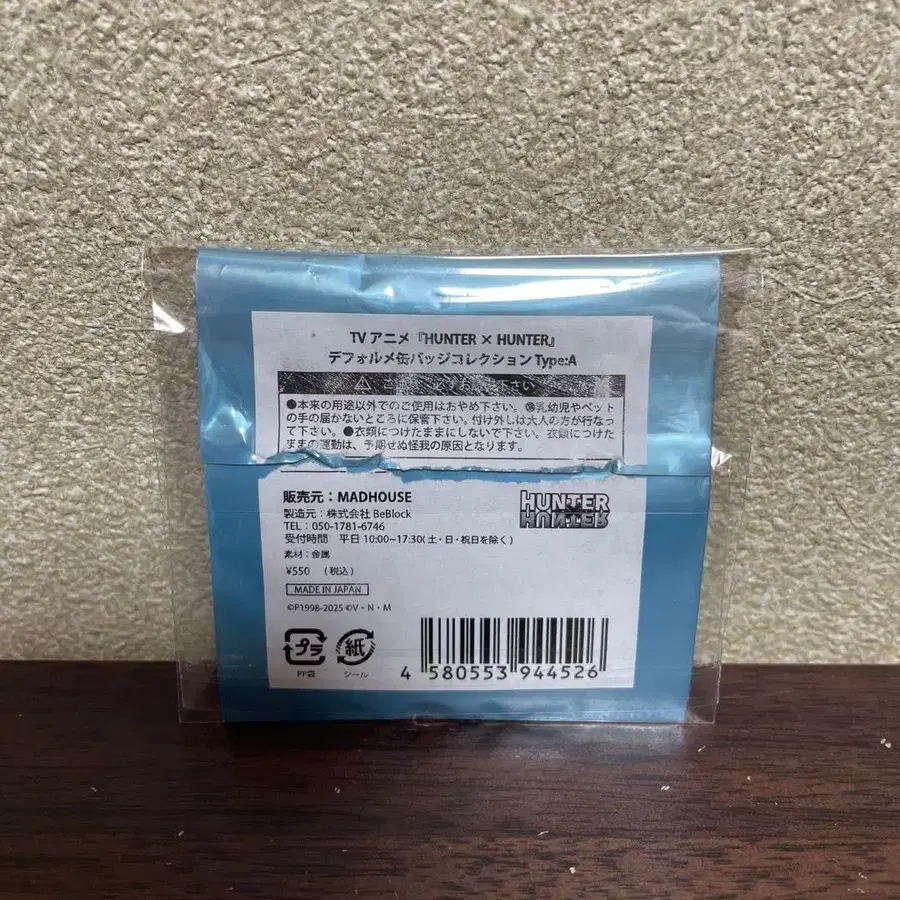 TV アニメ『HUNTER × HUNTER』
デフォルメ缶バッジコレクション Type:A
下さい
●本来の用途以外でのご使用はおやめ下さい。 乳幼児やペット
の手の届かないところに保管下さい。付け外しは大人の方が行なっ
て下さい。●衣類につけたままにしないで下さい。衣類につけた
ままの運動は、予期せぬ怪我の原因となります。
販売元：MADHOUSE
製造元：株式会社 BeBlock
TEL：050-1781-6746
受付時間 平日 10:00~17:30(土・日・祝日を除く)
素材：金属
¥550 (税込)
MADE IN JAPAN
©P1998-2025 ©V・N・M
HUNTER
HUNTER
プラ
紙
PP袋
シール
4 580553 944526